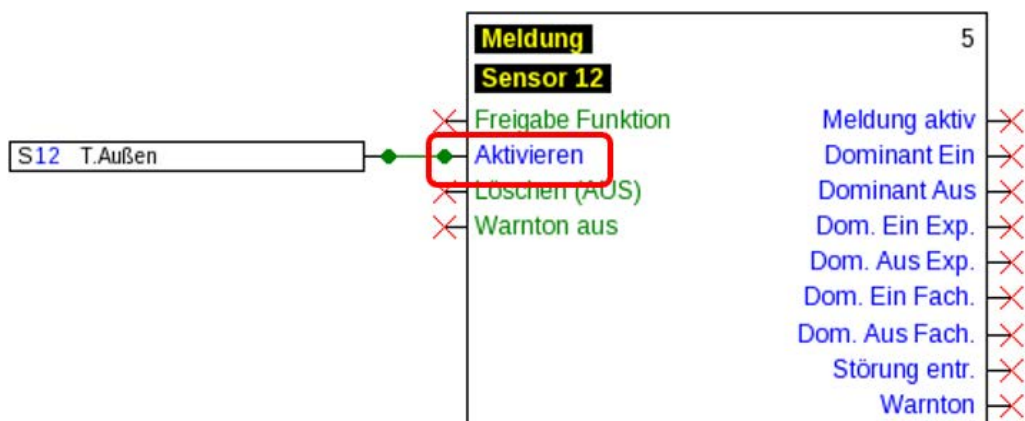 Meldung 5
Sensor 12
Freigabe Funktion Meldung aktiv
S12 T.Außen Aktivieren Dominant Ein
Löschen (AUS) Dominant Aus
Warnton aus Dom. Ein Exp.
Dom. Aus Exp.
Dom. Ein Fach.
Dom. Aus Fach.
Störung entr.
Warnton